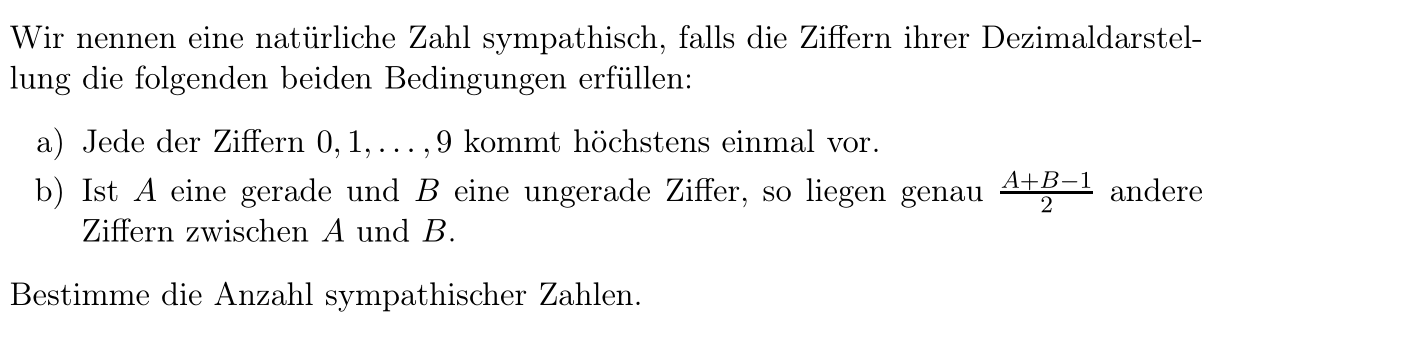 Wir nennen eine natürliche Zahl sympathisch, falls die Ziffern ihrer Dezimaldarstel-
lung die folgenden beiden Bedingungen erfüllen:
a) Jede der Ziffern 0, 1, . . . , 9 kommt höchstens einmal vor.
b) Ist A eine gerade und B eine ungerade Ziffer, so liegen genau \frac{A+B-1}{2} andere
Ziffern zwischen A und B.
Bestimme die Anzahl sympathischer Zahlen.